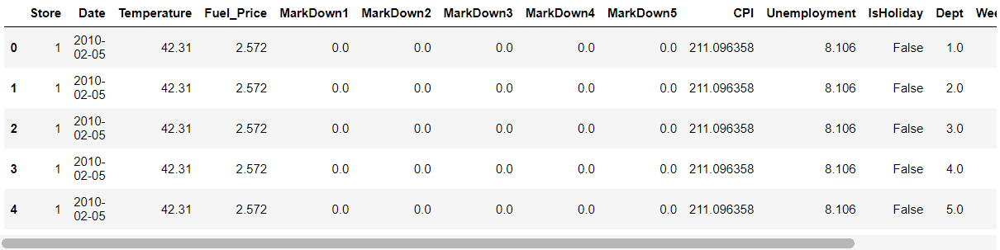 Store Date Temperature Fuel_Price MarkDown1 MarkDown2 MarkDown3 MarkDown4 MarkDown5 CPI Unemployment IsHoliday Dept Wee
0 1 2010-02-05 42.31 2.572 0.0 0.0 0.0 0.0 0.0 211.096358 8.106 False 1.0
1 1 2010-02-05 42.31 2.572 0.0 0.0 0.0 0.0 0.0 211.096358 8.106 False 2.0
2 1 2010-02-05 42.31 2.572 0.0 0.0 0.0 0.0 0.0 211.096358 8.106 False 3.0
3 1 2010-02-05 42.31 2.572 0.0 0.0 0.0 0.0 0.0 211.096358 8.106 False 4.0
4 1 2010-02-05 42.31 2.572 0.0 0.0 0.0 0.0 0.0 211.096358 8.106 False 5.0